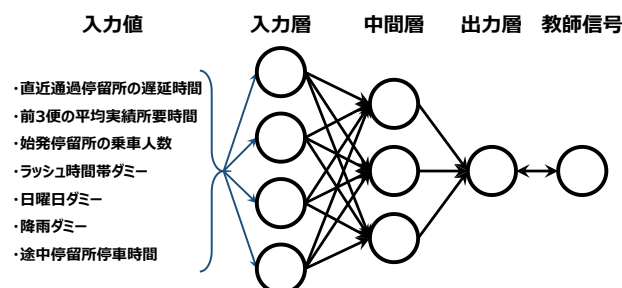 入力値 入力層 中間層 出力層 教師信号
・直近通過停留所の遅延時間
・前3便の平均実績所要時間
・始発停留所の乗車人数
・ラッシュ時間帯ダミー
・日曜日ダミー
・降雨ダミー
・途中停留所停車時間